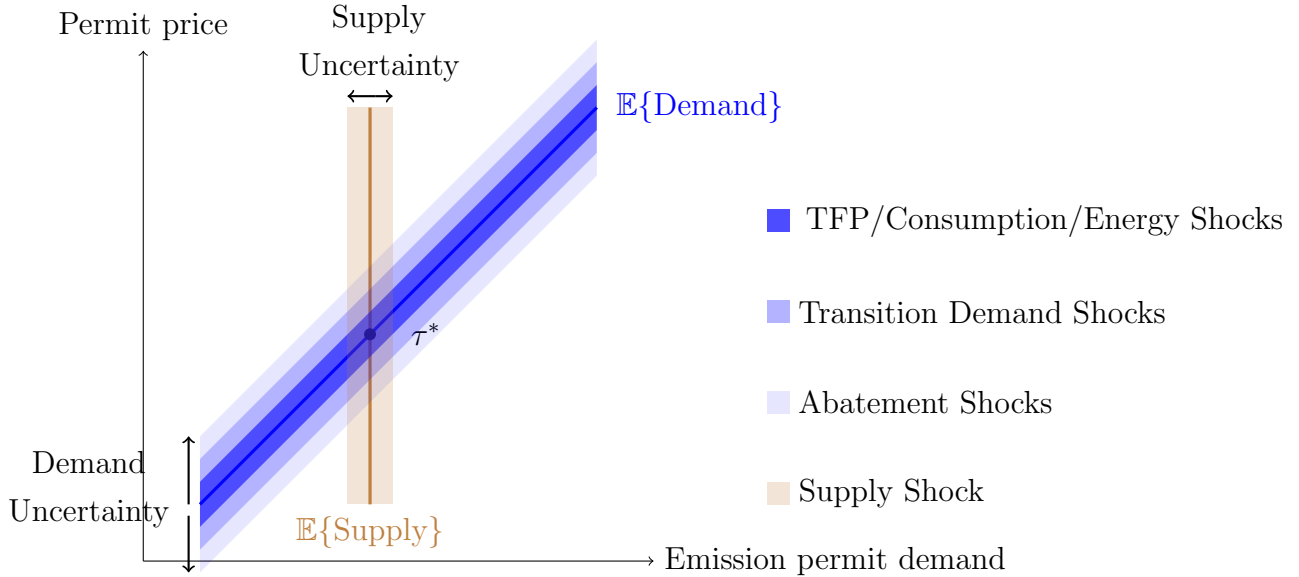 Permit price
Supply
Uncertainty
𝔼{Demand}
TFP/Consumption/Energy Shocks
Transition Demand Shocks
τ*
Abatement Shocks
Demand
Uncertainty
Supply Shock
𝔼{Supply}
Emission permit demand